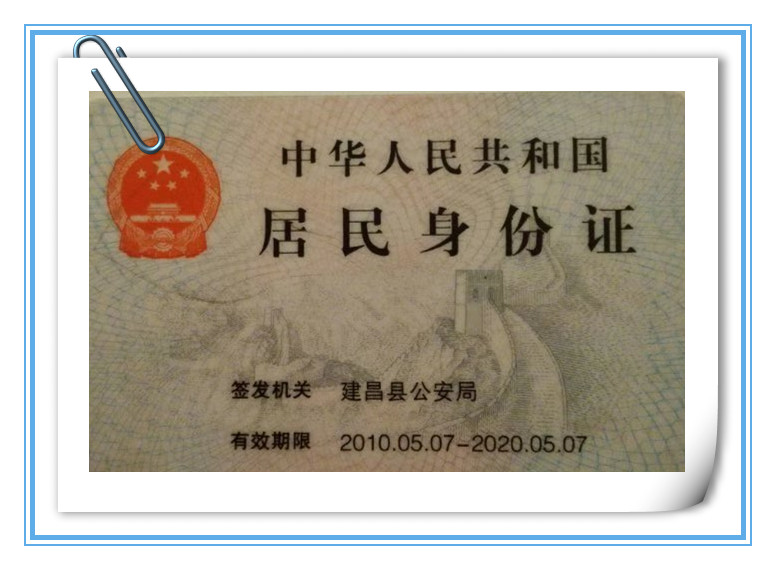 中华人民共和国
居民身份证
签发机关 建昌县公安局
有效期限 2010.05.07-2020.05.07